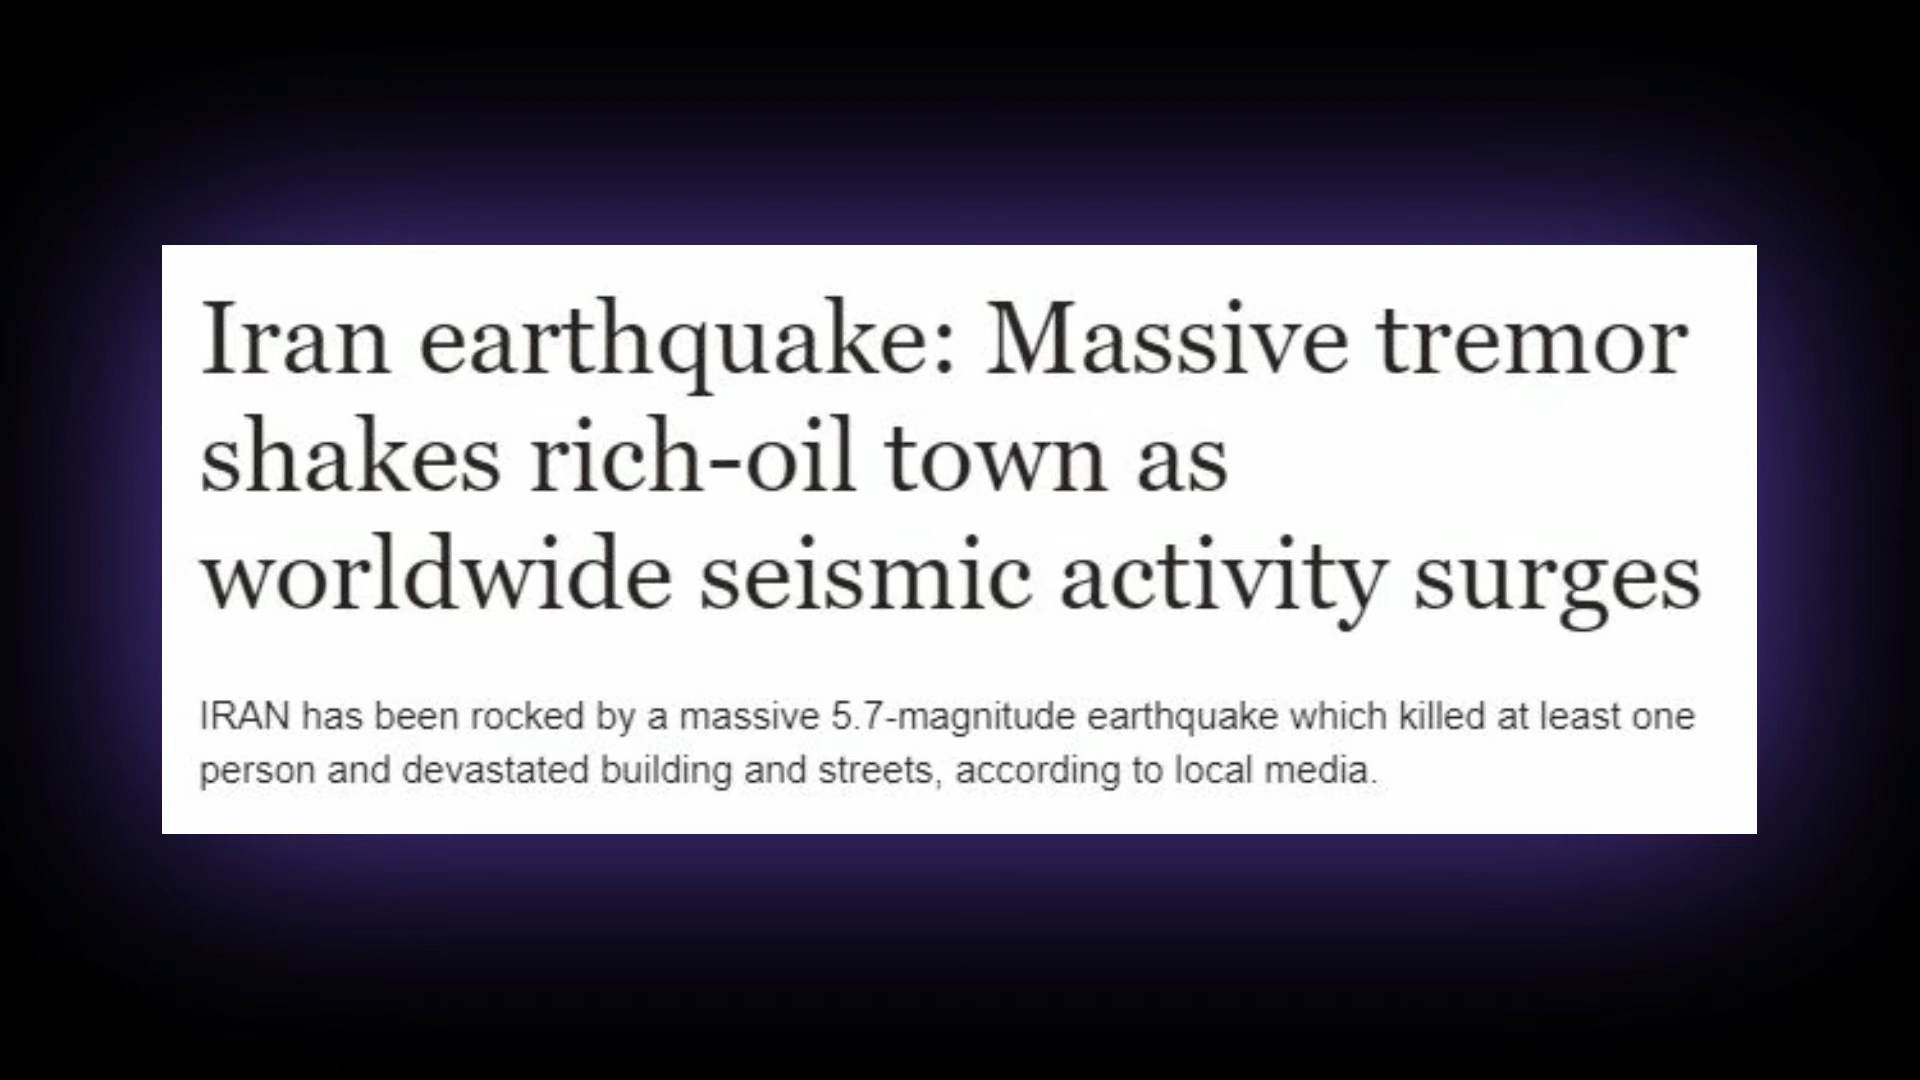 Iran earthquake: Massive tremor
shakes rich-oil town as
worldwide seismic activity surges
IRAN has been rocked by a massive 5.7-magnitude earthquake which killed at least one
person and devastated building and streets, according to local media.